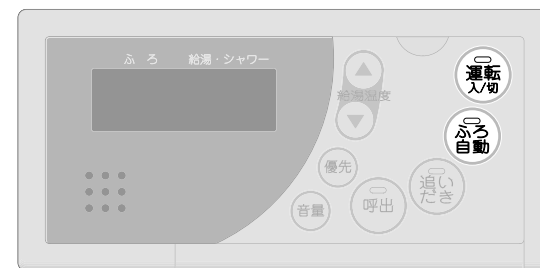 ふろ 給湯・シャワー
運転
入/切
給湯温度
ふろ
自動
優先
追い
だき
音量
呼出